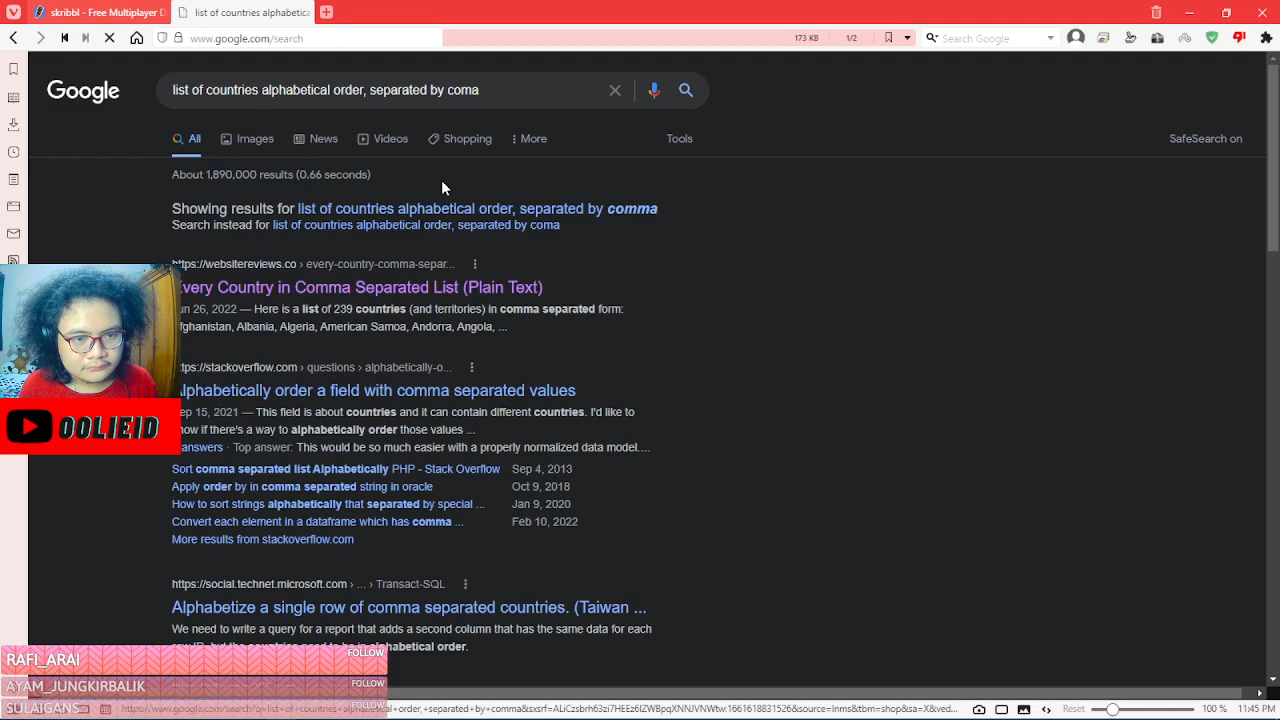 skribbl - Free Multiplayer D
list of countries alphabetica
www.google.com/search
173 KB
1/2
Search Google
Google
list of countries alphabetical order, separated by coma
All
Images
News
Videos
Shopping
More
Tools
SafeSearch on
About 1,890,000 results (0.66 seconds)
Showing results for list of countries alphabetical order, separated by comma
Search instead for list of countries alphabetical order, separated by coma
https://websitereviews.co › every-country-comma-separ...
very Country in Comma Separated List (Plain Text)
un 26, 2022 — Here is a list of 239 countries (and territories) in comma separated form:
fghanistan, Albania, Algeria, American Samoa, Andorra, Angola, ...
tps://stackoverflow.com › questions › alphabetically-o...
lphabetically order a field with comma separated values
ep 15, 2021 — This field is about countries and it can contain different countries. I'd like to
now if there's a way to alphabetically order those values ...
answers · Top answer: This would be so much easier with a properly normalized data model....
Sort comma separated list Alphabetically PHP - Stack Overflow
Sep 4, 2013
Apply order by in comma separated string in oracle
Oct 9, 2018
How to sort strings alphabetically that separated by special ...
Jan 9, 2020
Convert each element in a dataframe which has comma ...
Feb 10, 2022
More results from stackoverflow.com
OOLIEID
https://social.technet.microsoft.com › ... › Transact-SQL
Alphabetize a single row of comma separated countries. (Taiwan ...
We need to write a query for a report that adds a second column that has the same data for each
alphabetical order.
RAFI_ARAI
FOLLOW
AYAM_JUNGKIRBALIK
FOLLOW
SULAIGANS
FOLLOW
Reset
100 %
11:45 PM